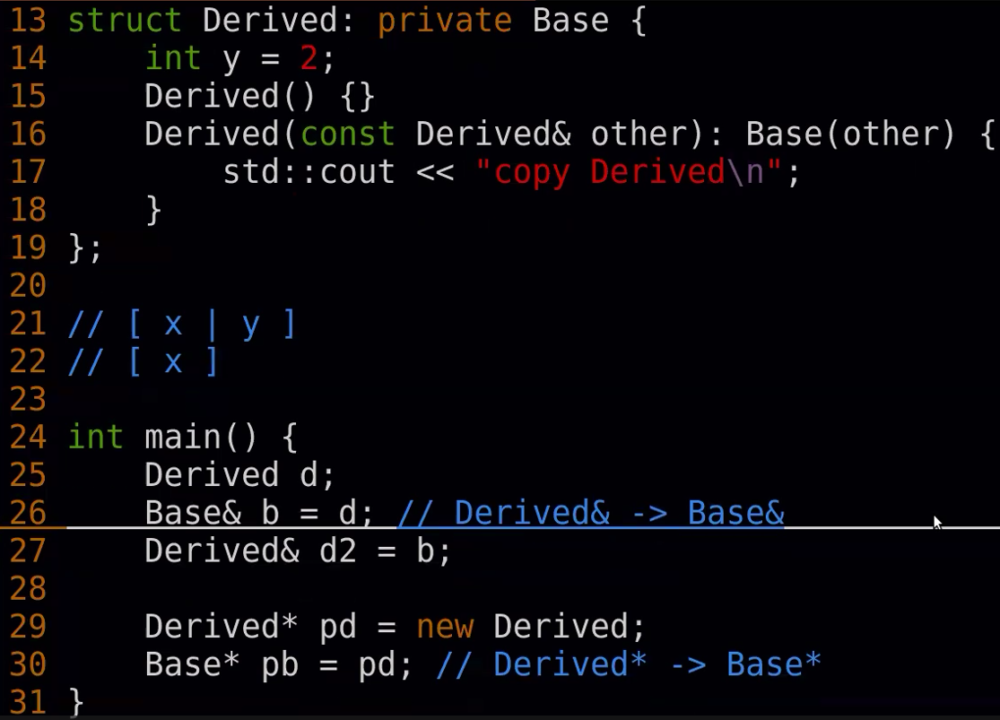 13 struct Derived: private Base {
14     int y = 2;
15     Derived() {}
16     Derived(const Derived& other): Base(other) {
17         std::cout << "copy Derived\n";
18     }
19 };
20
21 // [ x | y ]
22 // [ x ]
23
24 int main() {
25     Derived d;
26     Base& b = d; // Derived& -> Base&
27     Derived& d2 = b;
28
29     Derived* pd = new Derived;
30     Base* pb = pd; // Derived* -> Base*
31 }